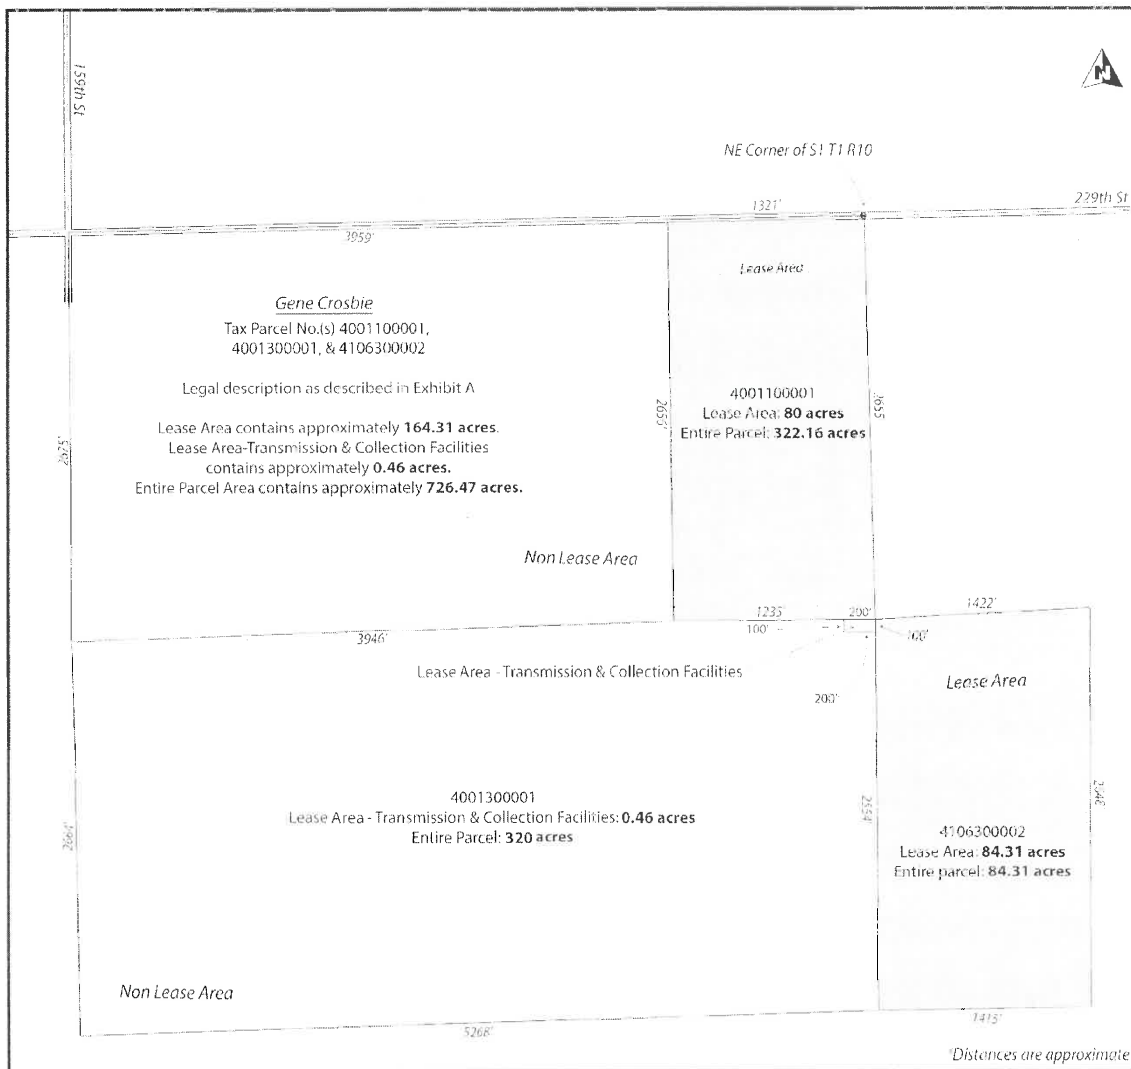 159th St
N
NE Corner of S1 T1 R10
229th St
1321'
3959'
Lease Area
Gene Crosbie
Tax Parcel No.(s) 4001100001,
4001300001, & 4106300002
Legal description as described in Exhibit A
Lease Area contains approximately 164.31 acres.
Lease Area-Transmission & Collection Facilities
contains approximately 0.46 acres.
Entire Parcel Area contains approximately 726.47 acres.
4001100001
Lease Area: 80 acres
Entire Parcel: 322.16 acres
2655'
2655
2675'
Non Lease Area
1235'
200'
1422'
100'
100'
3946'
Lease Area - Transmission & Collection Facilities
200'
Lease Area
4001300001
Lease Area - Transmission & Collection Facilities: 0.46 acres
Entire Parcel: 320 acres
2664'
2554'
2548'
4106300002
Lease Area: 84.31 acres
Entire parcel: 84.31 acres
Non Lease Area
5268'
1415'
*Distances are approximate